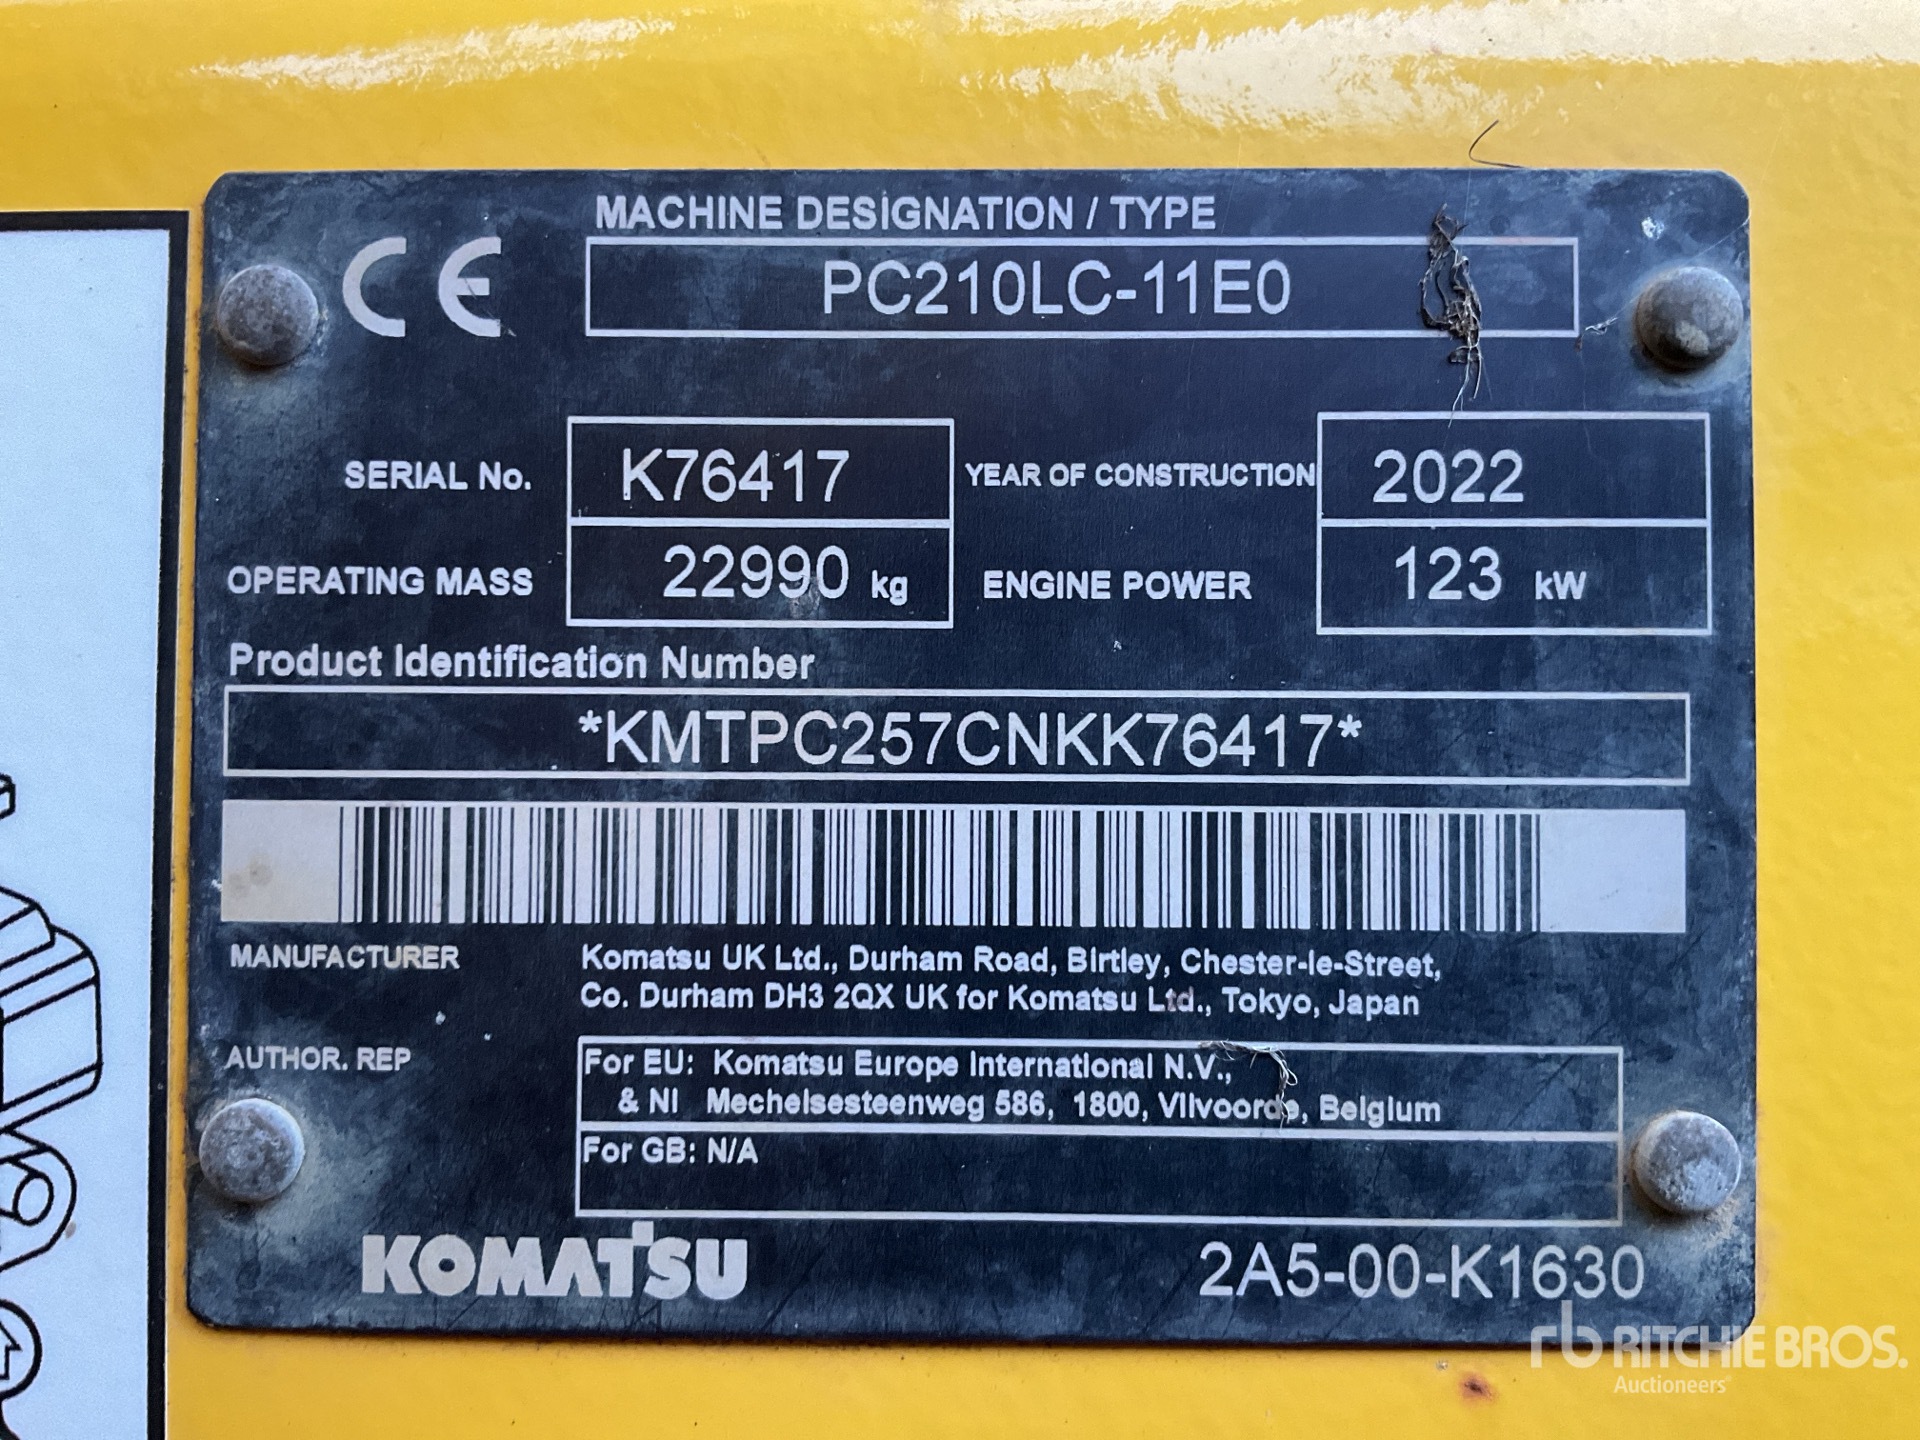 MACHINE DESIGNATION / TYPE
CE
PC210LC-11E0
SERIAL No. K76417 YEAR OF CONSTRUCTION 2022
OPERATING MASS 22990 kg ENGINE POWER 123 kW
Product Identification Number
*KMTPC257CNKK76417*
MANUFACTURER Komatsu UK Ltd., Durham Road, Birtley, Chester-le-Street,
Co. Durham DH3 2QX UK for Komatsu Ltd., Tokyo, Japan
AUTHOR. REP For EU: Komatsu Europe International N.V.,
& NI Mechelsesteenweg 586, 1800, Vilvoorde, Belgium
For GB: N/A
KOMATSU 2A5-00-K1630
rb RITCHIE BROS.
Auctioneers